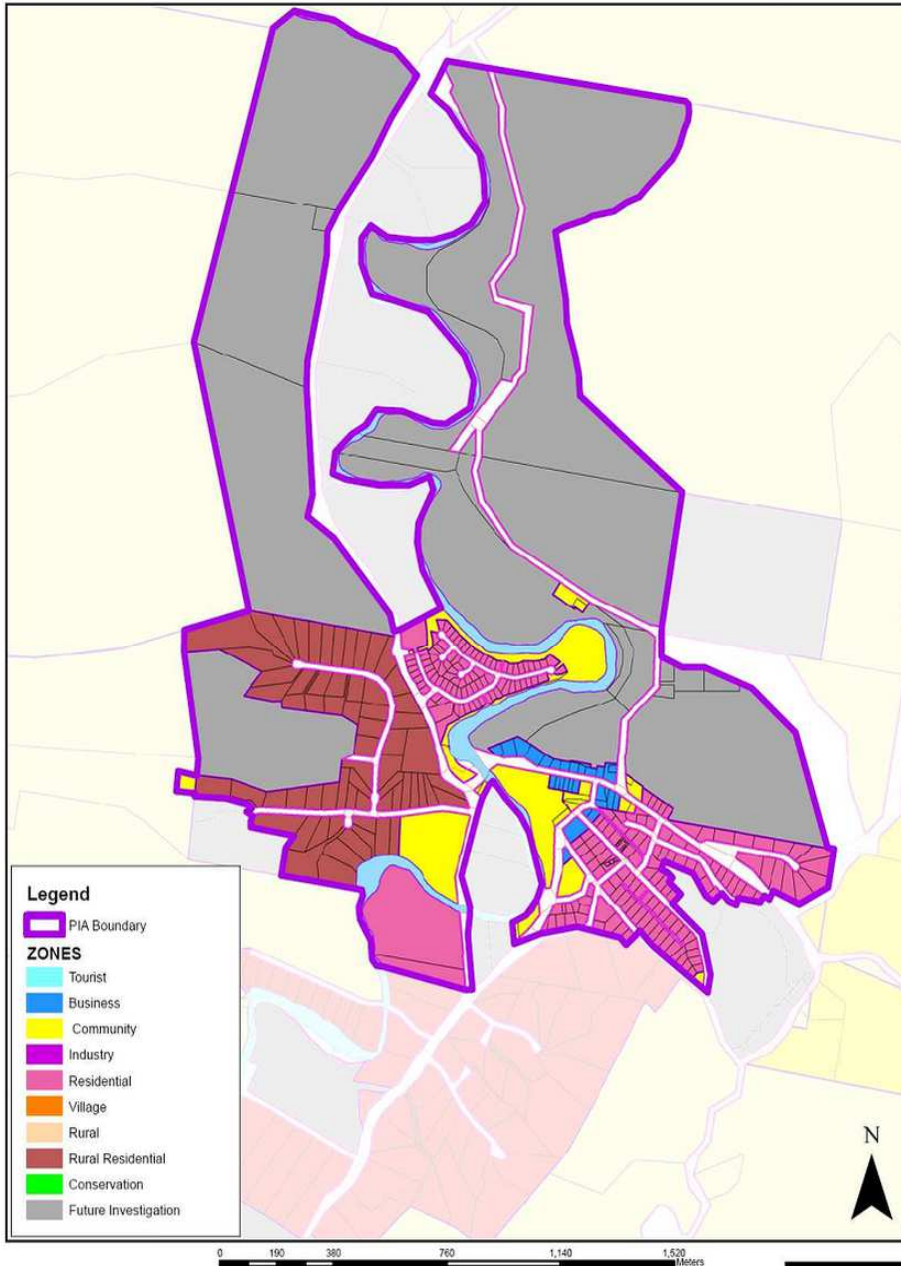 Legend
PIA Boundary
ZONES
Tourist
Business
Community
Industry
Residential
Village
Rural
Rural Residential
Conservation
Future Investigation
N
0 190 380 760 1,140 1,520
Meters